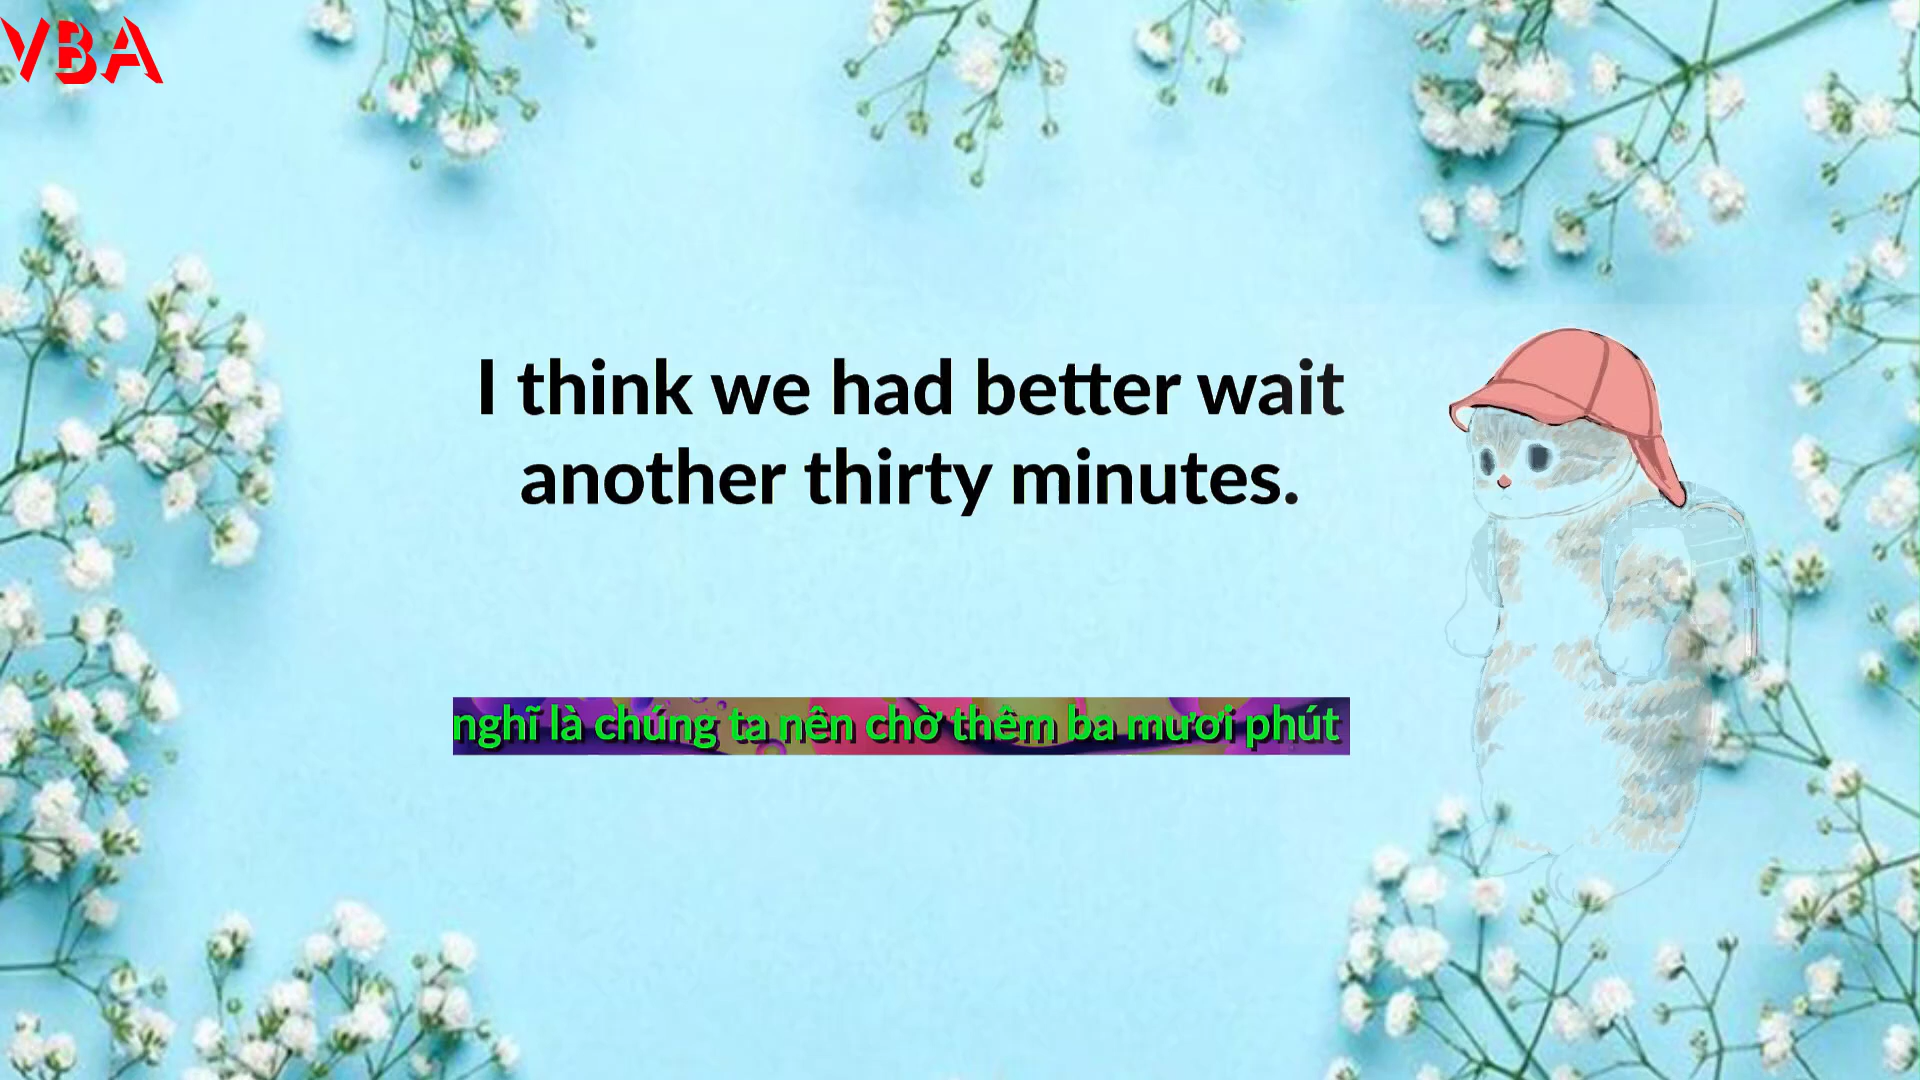 VBA
I think we had better wait
another thirty minutes.
nghĩ là chúng ta nên chờ thêm ba mươi phút